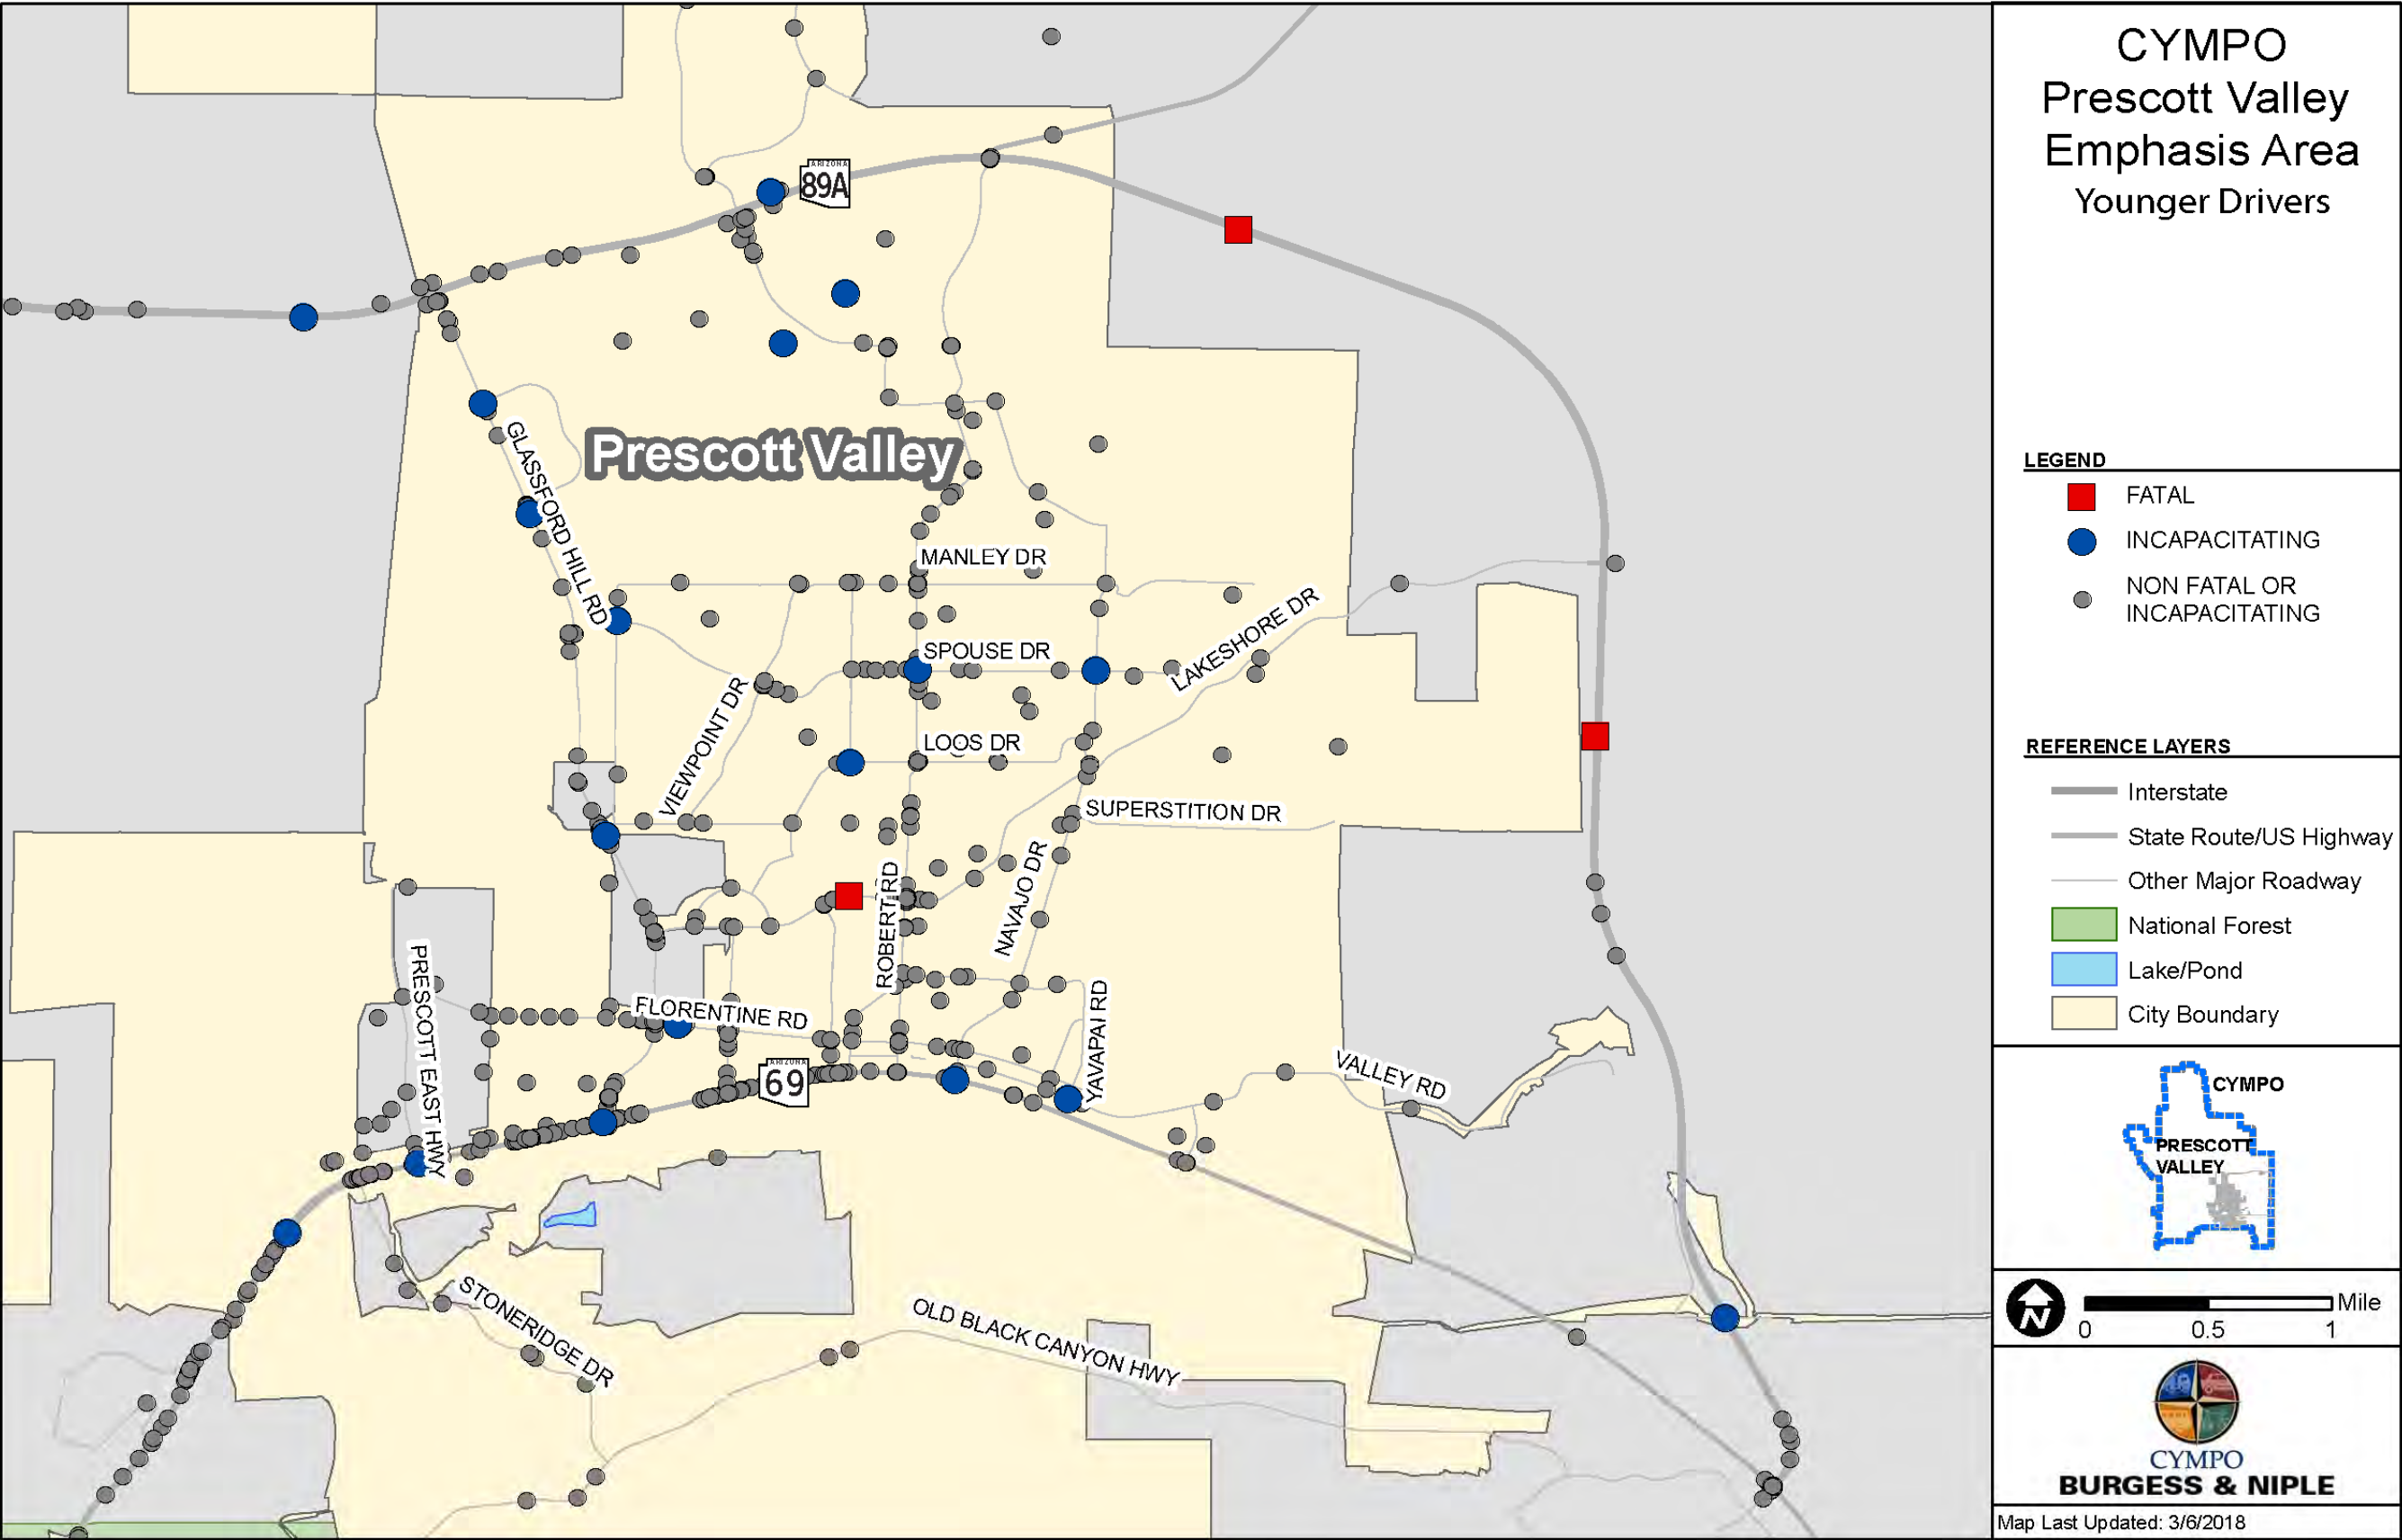 CYMPO
Prescott Valley
Emphasis Area
Younger Drivers
LEGEND
FATAL
INCAPACITATING
NON FATAL OR
INCAPACITATING
REFERENCE LAYERS
Interstate
State Route/US Highway
Other Major Roadway
National Forest
Lake/Pond
City Boundary
CYMPO
PRESCOTT
VALLEY
N
Mile
0 0.5 1
CYMPO
BURGESS & NIPLE
Map Last Updated: 3/6/2018
ARIZONA
89A
Prescott Valley
GLASSFORD HILL RD
MANLEY DR
SPOUSE DR
LAKESHORE DR
VIEWPOINT DR
LOOS DR
SUPERSTITION DR
ROBERT RD
NAVAJO DR
PRESCOTT EAST HWY
FLORENTINE RD
YAVAPAI RD
ARIZONA
69
VALLEY RD
STONERIDGE DR
OLD BLACK CANYON HWY